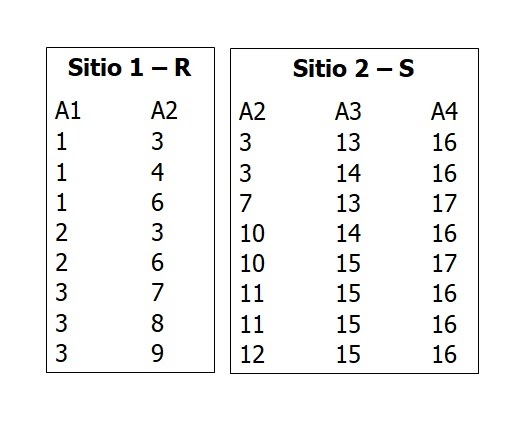 Sitio 1 – R
A1 A2
1 3
1 4
1 6
2 3
2 6
3 7
3 8
3 9
Sitio 2 – S
A2 A3 A4
3 13 16
3 14 16
7 13 17
10 14 16
10 15 17
11 15 16
11 15 16
12 15 16